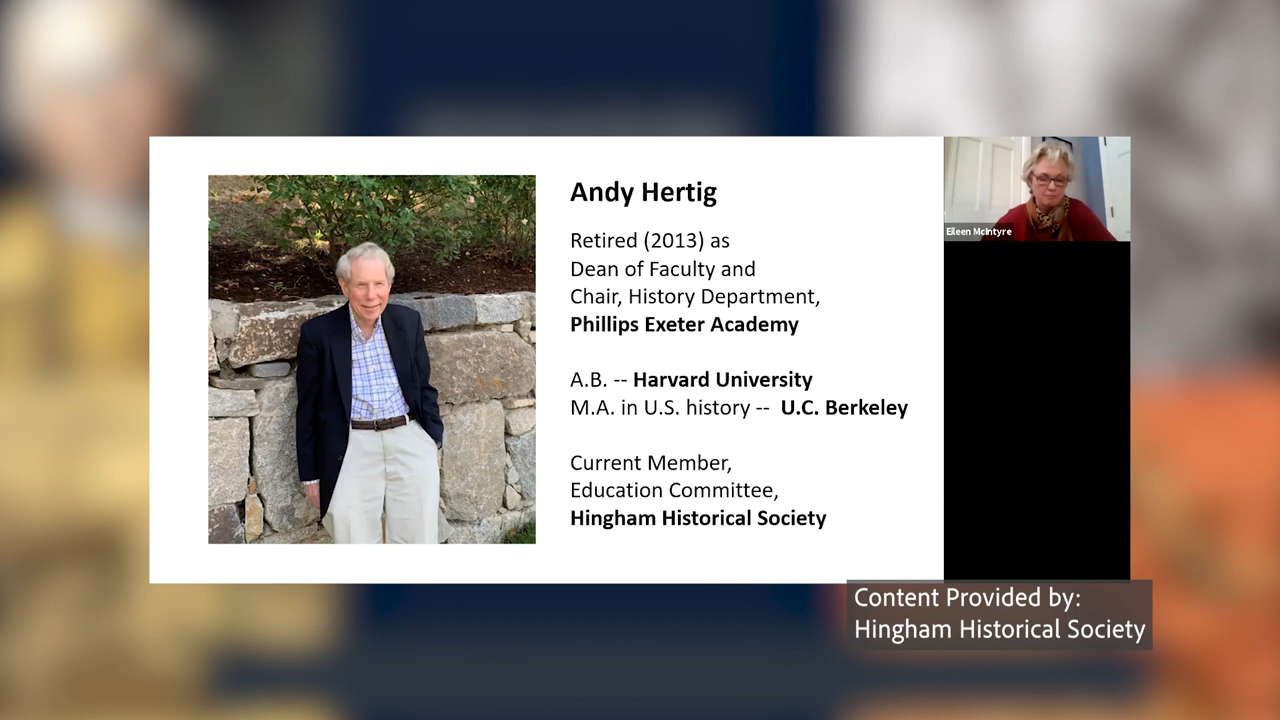 Andy Hertig
Retired (2013) as
Dean of Faculty and
Chair, History Department,
Phillips Exeter Academy
A.B. -- Harvard University
M.A. in U.S. history -- U.C. Berkeley
Current Member,
Education Committee,
Hingham Historical Society
Eileen McIntyre
Content Provided by:
Hingham Historical Society